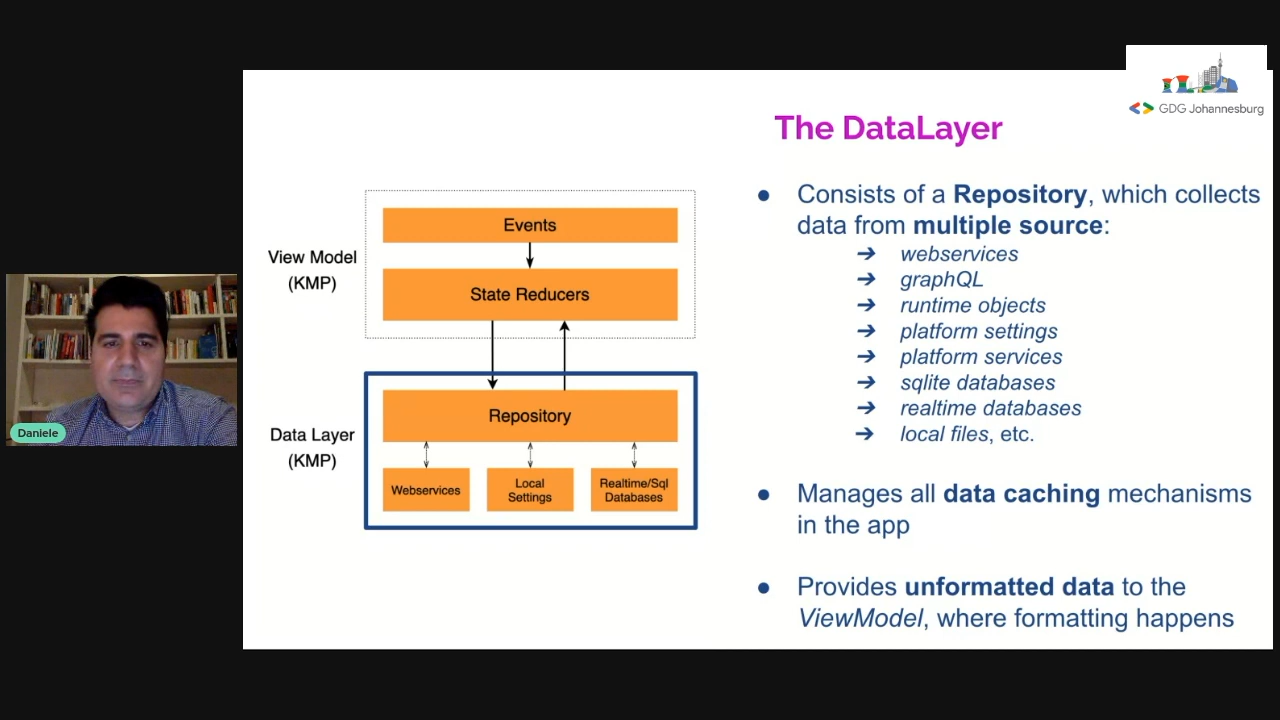 GDG Johannesburg
The DataLayer
Events
State Reducers
View Model
(KMP)
Repository
Webservices
Local
Settings
Realtime/Sql
Databases
Data Layer
(KMP)
● Consists of a Repository, which collects
data from multiple source:
➔ webservices
➔ graphQL
➔ runtime objects
➔ platform settings
➔ platform services
➔ sqlite databases
➔ realtime databases
➔ local files, etc.
● Manages all data caching mechanisms
in the app
● Provides unformatted data to the
ViewModel, where formatting happens
Daniele